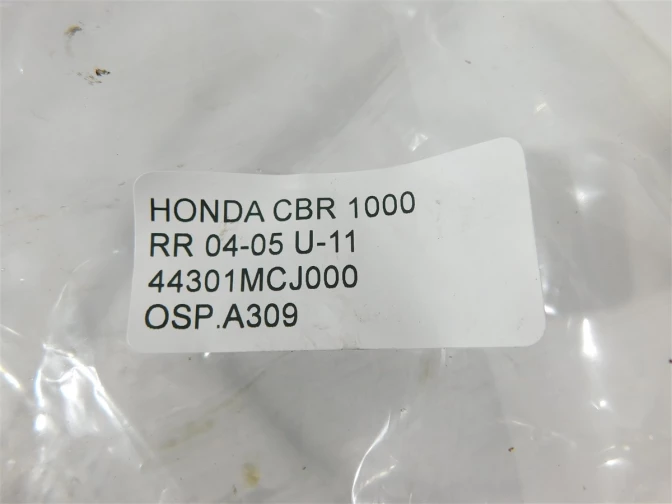 HONDA CBR 1000
RR 04-05 U-11
44301MCJ000
OSP.A309